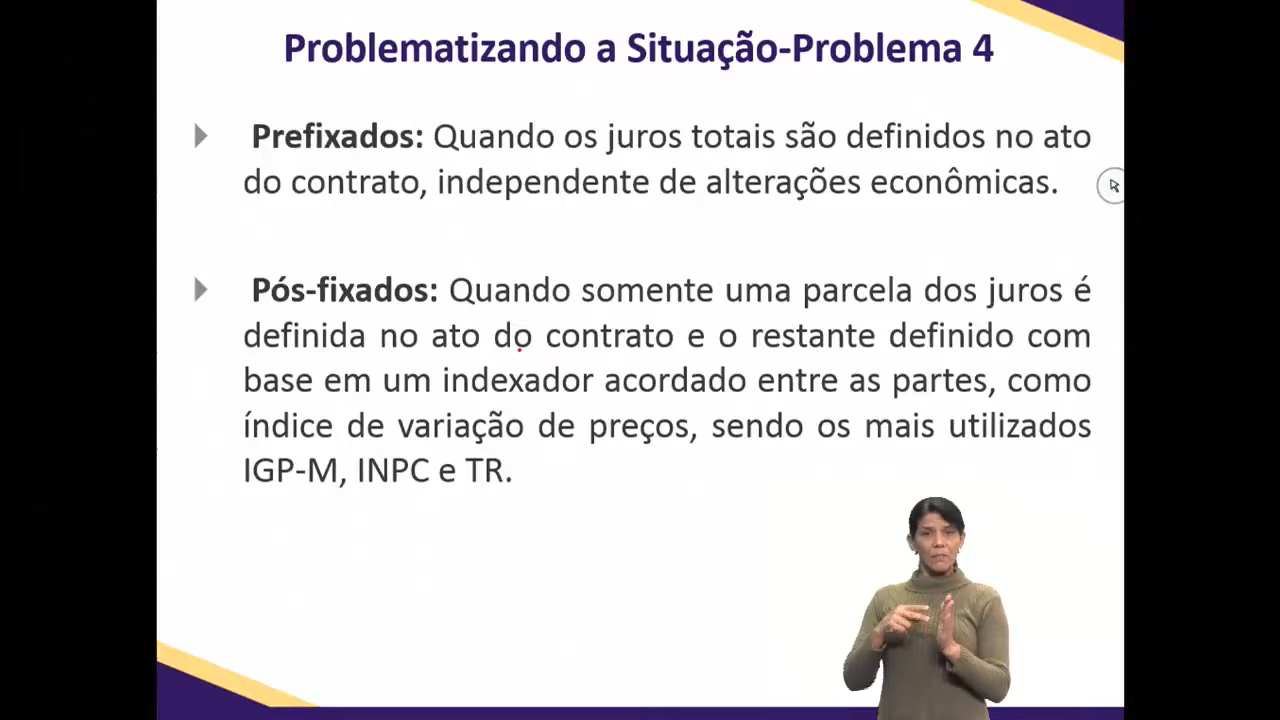 Problematizando a Situação-Problema 4
Prefixados: Quando os juros totais são definidos no ato
do contrato, independente de alterações econômicas.
Pós-fixados: Quando somente uma parcela dos juros é
definida no ato do contrato e o restante definido com
base em um indexador acordado entre as partes, como
índice de variação de preços, sendo os mais utilizados
IGP-M, INPC e TR.